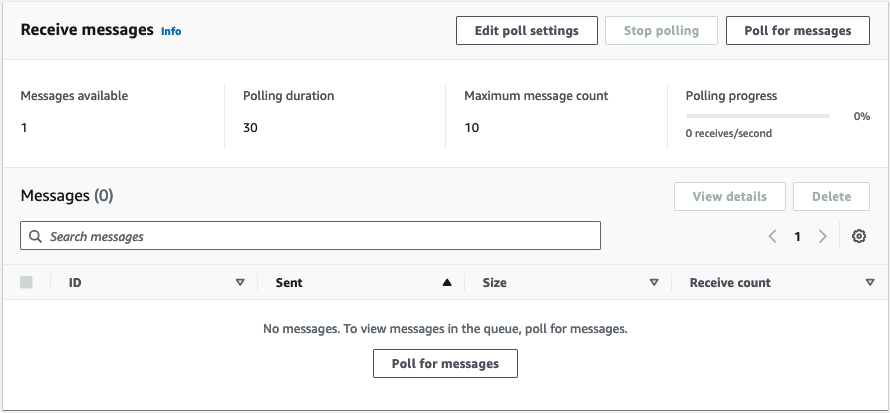 Receive messages Info
Edit poll settings
Stop polling
Poll for messages
Messages available
1
Polling duration
30
Maximum message count
10
Polling progress
0%
0 receives/second
Messages (0)
View details
Delete
Search messages
1
ID
Sent
Size
Receive count
No messages. To view messages in the queue, poll for messages.
Poll for messages